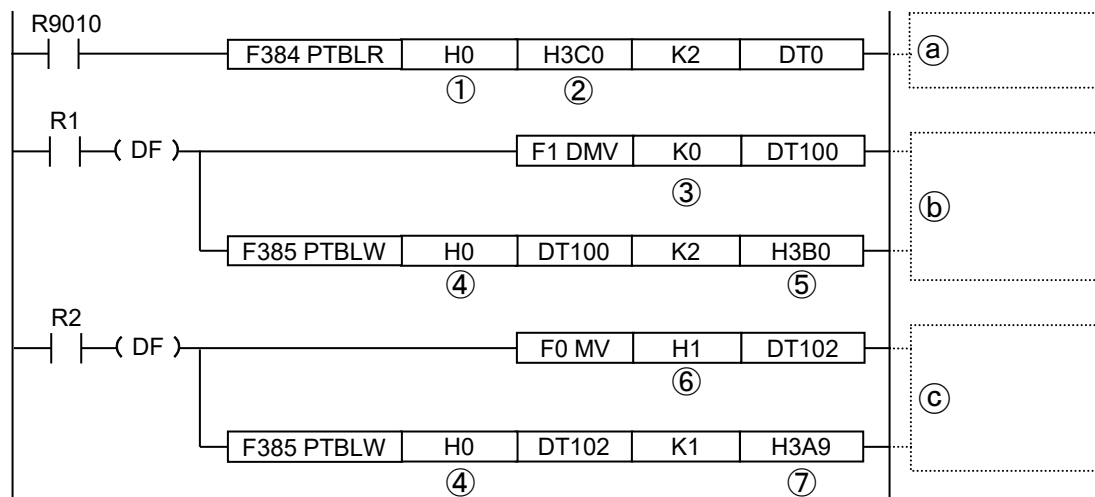 R9010
F384 PTBLR H0 H3C0 K2 DT0 ⓐ
① ②
R1
( DF ) F1 DMV K0 DT100
③
ⓑ
F385 PTBLW H0 DT100 K2 H3B0
④ ⑤
R2
( DF ) F0 MV H1 DT102
⑥
ⓒ
F385 PTBLW H0 DT102 K1 H3A9
④ ⑦